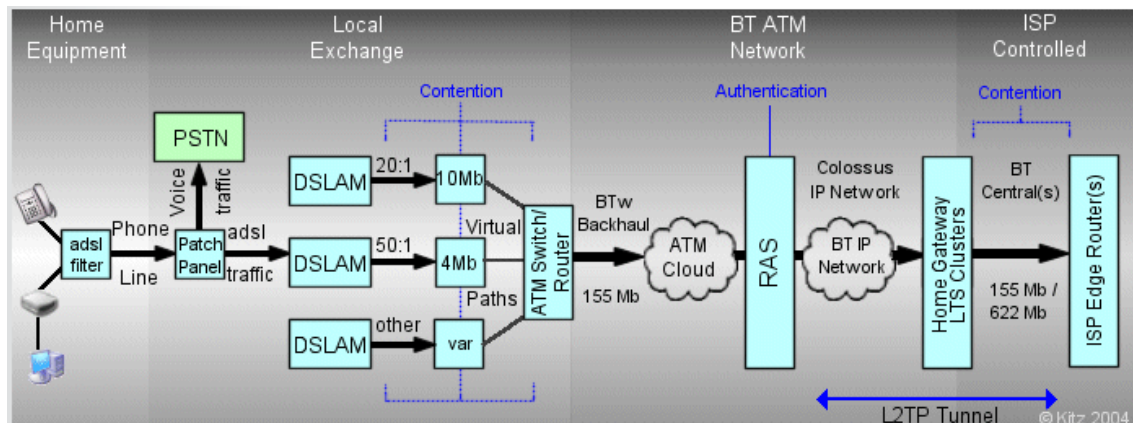 Home
Equipment
Local
Exchange
BT ATM
Network
ISP
Controlled
Contention
Authentication
Contention
PSTN
Voice
traffic
adsl
filter
Phone
Line
Patch
Panel
adsl
traffic
DSLAM
20:1
10Mb
DSLAM
50:1
4Mb
DSLAM
other
var
Virtual
Paths
ATM Switch/
Router
BTw
Backhaul
155 Mb
ATM
Cloud
RAS
Colossus
IP Network
BT IP
Network
Home Gateway
LTS Clusters
BT
Central(s)
155 Mb /
622 Mb
ISP Edge Router(s)
L2TP Tunnel
© Kitz 2004